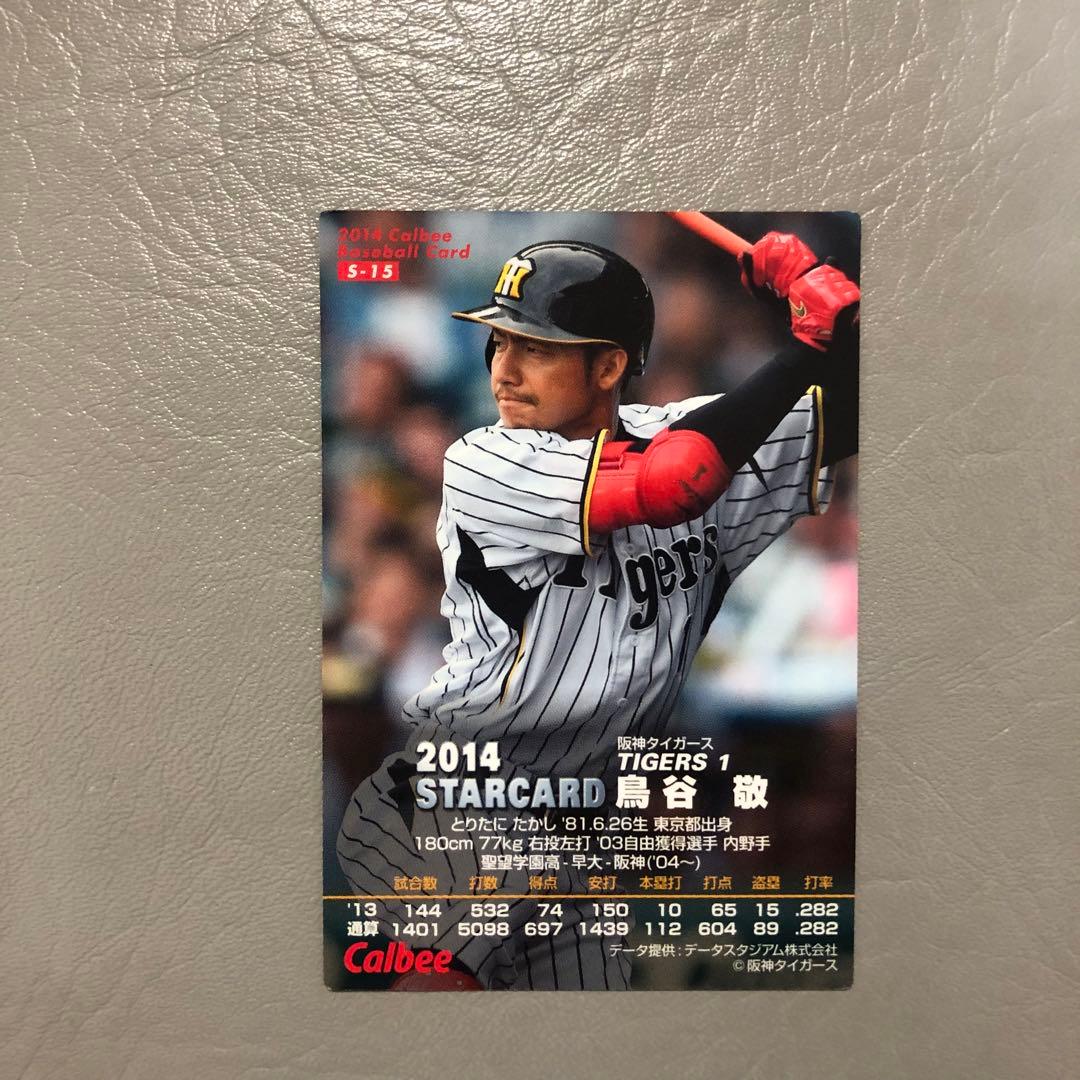 2014 Calbee
Baseball Card
S-15
Tigers
2014
STARCARD
阪神タイガース
TIGERS 1
鳥谷 敬
とりたに たかし '81.6.26生 東京都出身
180cm 77kg 右投左打 '03自由獲得選手 内野手
聖望学園高-早大-阪神('04~)
試合数 打数 得点 安打 本塁打 打点 盗塁 打率
'13 144 532 74 150 10 65 15 .282
通算 1401 5098 697 1439 112 604 89 .282
Calbee
データ提供:データスタジアム株式会社
©阪神タイガース